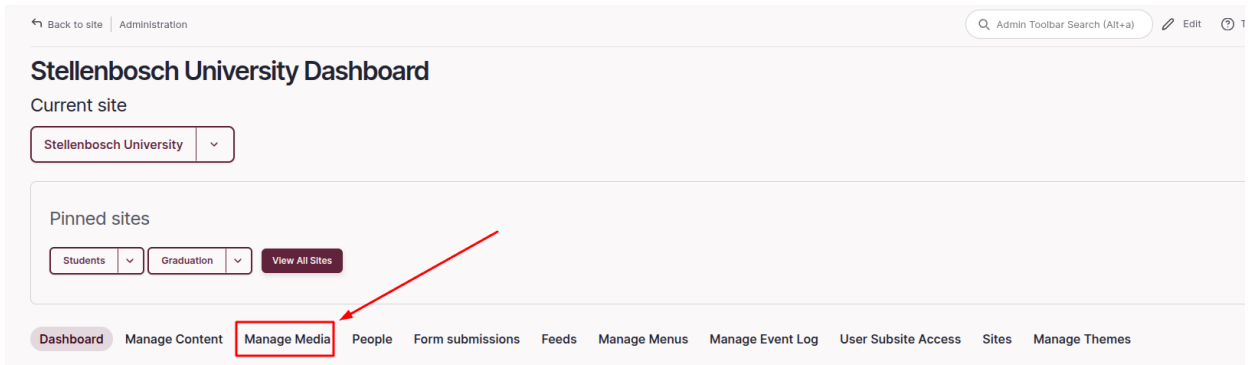 Back to site Administration Admin Toolbar Search (Alt+a) Edit
Stellenbosch University Dashboard
Current site
Stellenbosch University
Pinned sites
Students Graduation View All Sites
Dashboard Manage Content Manage Media People Form submissions Feeds Manage Menus Manage Event Log User Subsite Access Sites Manage Themes